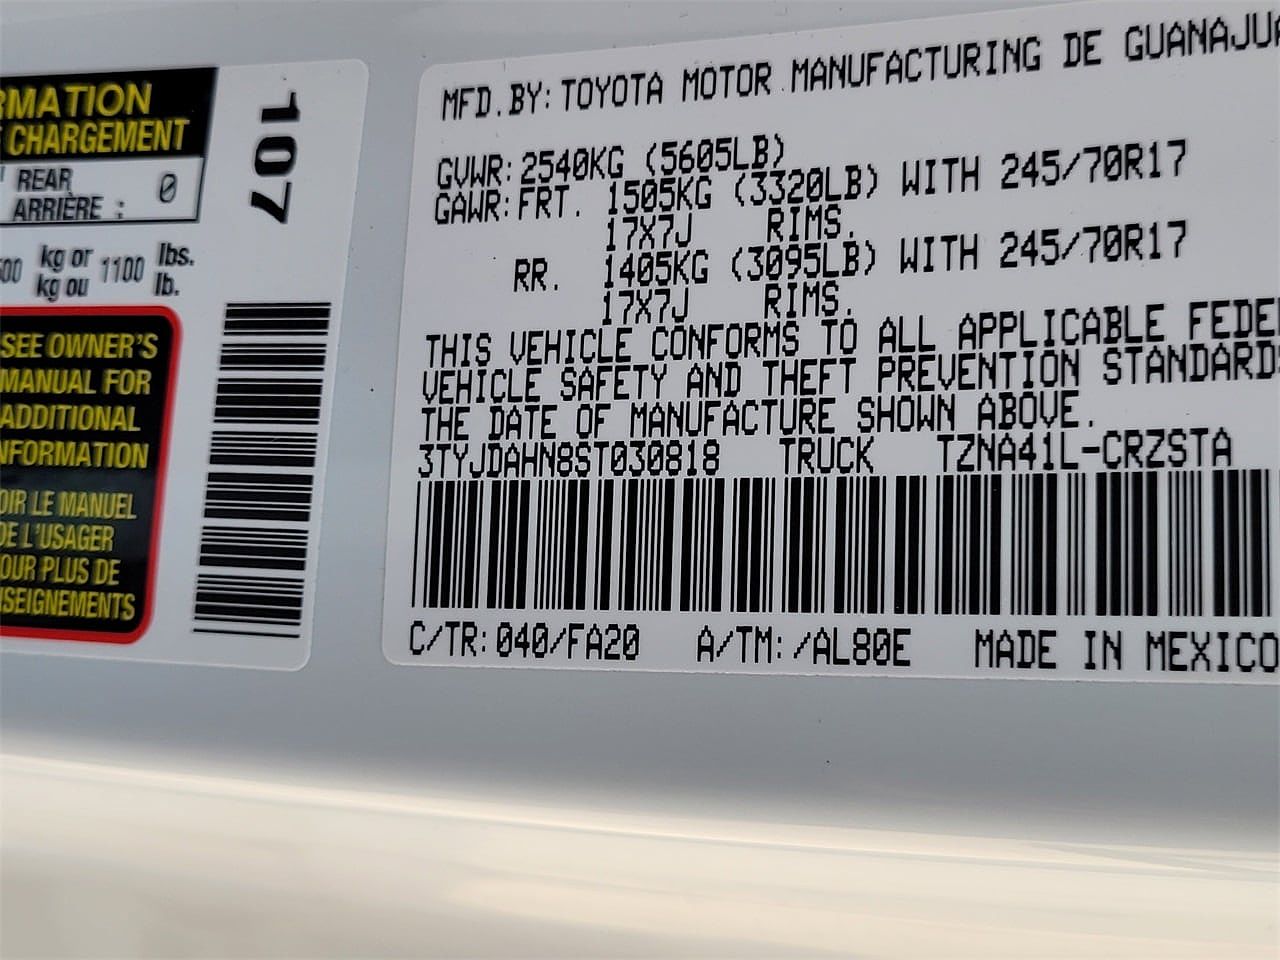 RMATION
CHARGEMENT
REAR
ARRIÈRE : 0
kg or
kg ou 1100 lbs.
lb.
SEE OWNER'S
MANUAL FOR
ADDITIONAL
NFORMATION
OIR LE MANUEL
DE L'USAGER
OUR PLUS DE
NSEIGNEMENTS
107
MFD.BY: TOYOTA MOTOR MANUFACTURING DE GUANAJUA
GVWR: 2540KG (5605LB)
GAWR: FRT. 1505KG (3320LB) WITH 245/70R17
17X7J RIMS.
RR. 1405KG (3095LB) WITH 245/70R17
17X7J RIMS.
THIS VEHICLE CONFORMS TO ALL APPLICABLE FEDE
VEHICLE SAFETY AND THEFT PREVENTION STANDARDS
THE DATE OF MANUFACTURE SHOWN ABOVE.
3TYJDAHN8ST030818 TRUCK TZNA41L-CRZSTA
C/TR: 040/FA20 A/TM: /AL80E MADE IN MEXICO